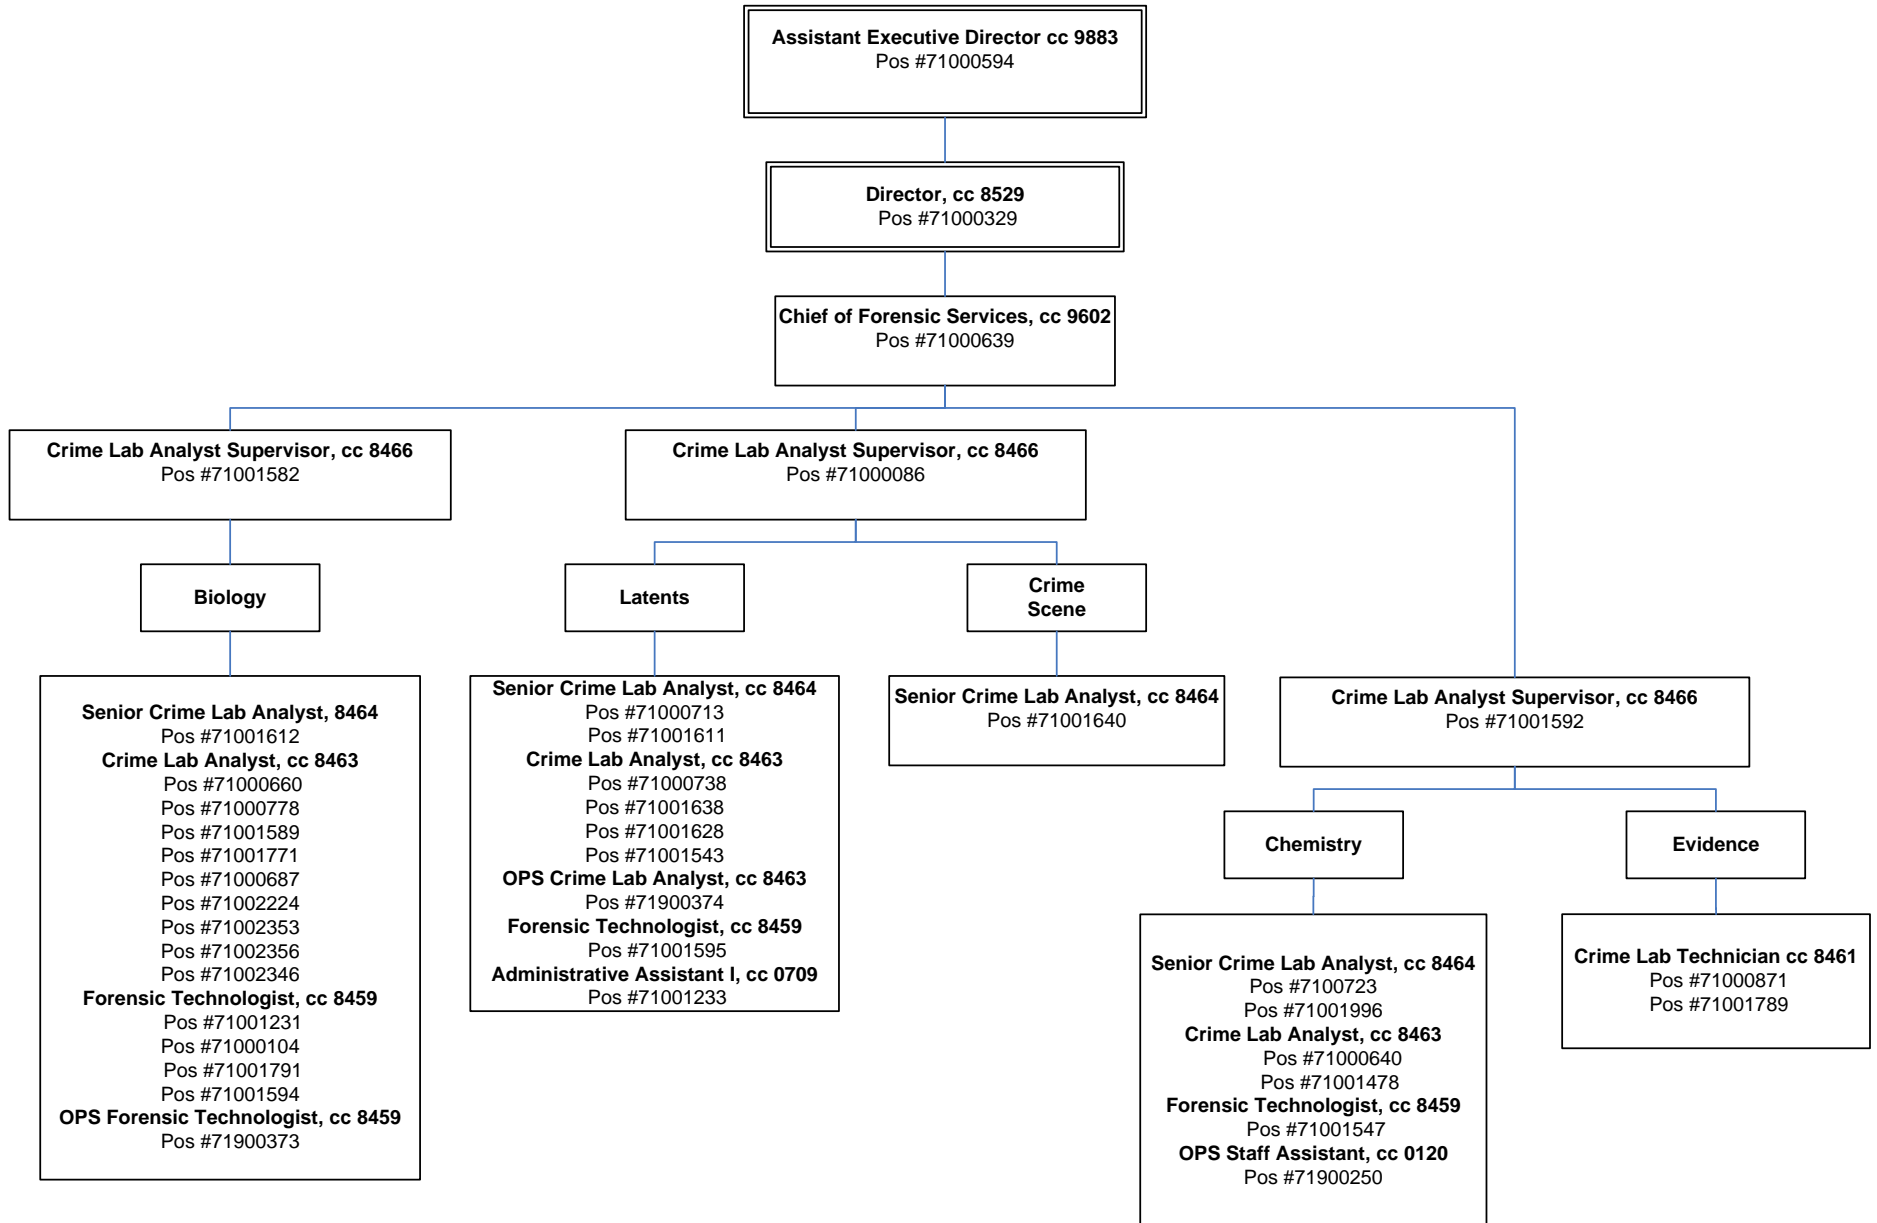 Assistant Executive Director cc 9883
Pos #71000594
Director, cc 8529
Pos #71000329
Chief of Forensic Services, cc 9602
Pos #71000639
Crime Lab Analyst Supervisor, cc 8466
Pos #71001582
Crime Lab Analyst Supervisor, cc 8466
Pos #71000086
Biology
Latents
Crime
Scene
Senior Crime Lab Analyst, 8464
Pos #71001612
Crime Lab Analyst, cc 8463
Pos #71000660
Pos #71000778
Pos #71001589
Pos #71001771
Pos #71000687
Pos #71002224
Pos #71002353
Pos #71002356
Pos #71002346
Forensic Technologist, cc 8459
Pos #71001231
Pos #71000104
Pos #71001791
Pos #71001594
OPS Forensic Technologist, cc 8459
Pos #71900373
Senior Crime Lab Analyst, cc 8464
Pos #71000713
Pos #71001611
Crime Lab Analyst, cc 8463
Pos #71000738
Pos #71001638
Pos #71001628
Pos #71001543
OPS Crime Lab Analyst, cc 8463
Pos #71900374
Forensic Technologist, cc 8459
Pos #71001595
Administrative Assistant I, cc 0709
Pos #71001233
Senior Crime Lab Analyst, cc 8464
Pos #71001640
Crime Lab Analyst Supervisor, cc 8466
Pos #71001592
Chemistry
Evidence
Senior Crime Lab Analyst, cc 8464
Pos #7100723
Pos #71001996
Crime Lab Analyst, cc 8463
Pos #71000640
Pos #71001478
Forensic Technologist, cc 8459
Pos #71001547
OPS Staff Assistant, cc 0120
Pos #71900250
Crime Lab Technician cc 8461
Pos #71000871
Pos #71001789